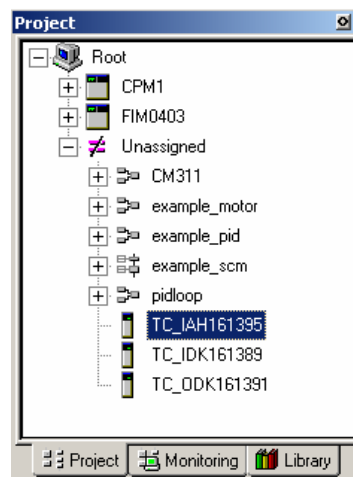 Project
Root
CPM1
FIM0403
Unassigned
CM311
example_motor
example_pid
example_scm
pidloop
TC_IAH161395
TC_IDK161389
TC_ODK161391
Project Monitoring Library